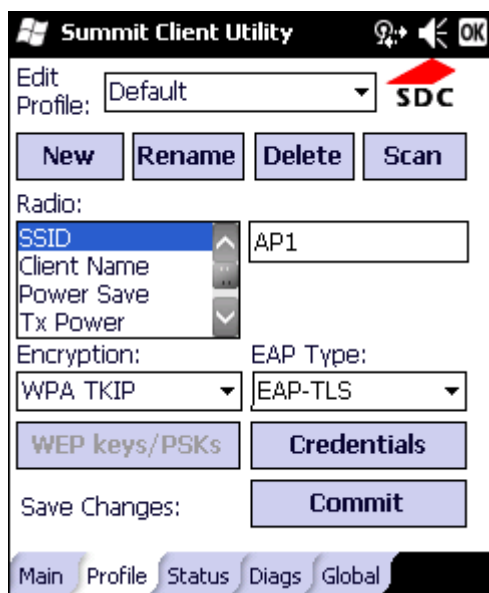 Summit Client Utility OK
Edit
Profile: Default
SDC
New Rename Delete Scan
Radio:
SSID AP1
Client Name
Power Save
Tx Power
Encryption: EAP Type:
WPA TKIP EAP-TLS
WEP keys/PSKs Credentials
Save Changes: Commit
Main Profile Status Diags Global